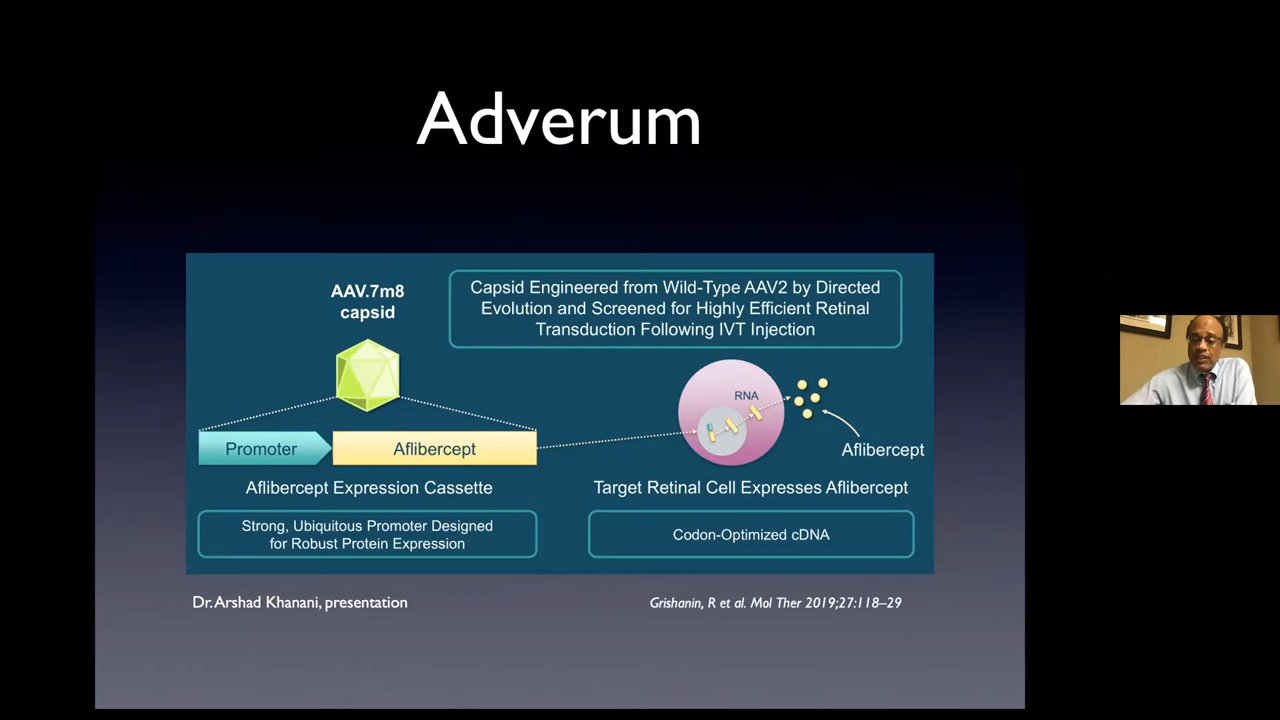 Adverum
AAV.7m8
capsid
Capsid Engineered from Wild-Type AAV2 by Directed
Evolution and Screened for Highly Efficient Retinal
Transduction Following IVT Injection
RNA
Promoter
Aflibercept
Aflibercept
Aflibercept Expression Cassette
Target Retinal Cell Expresses Aflibercept
Strong, Ubiquitous Promoter Designed
for Robust Protein Expression
Codon-Optimized cDNA
Dr. Arshad Khanani, presentation
Grishanin, R et al. Mol Ther 2019;27:118–29